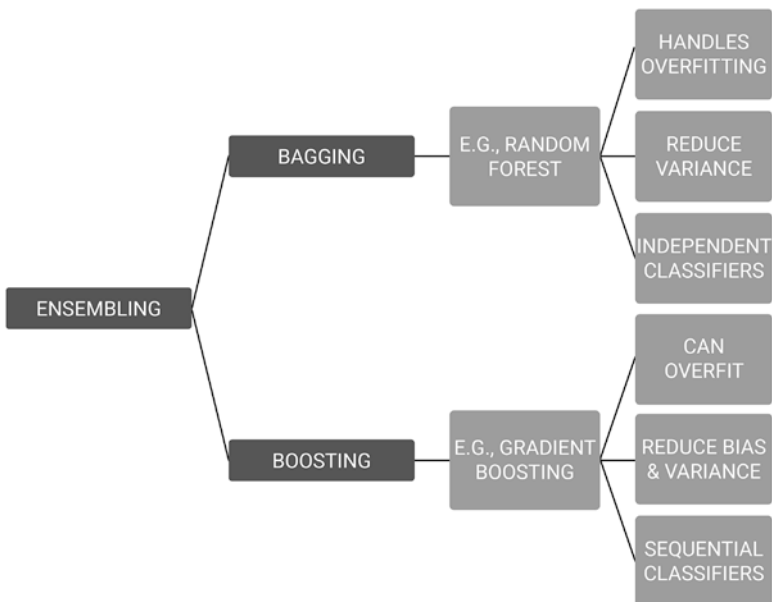 HANDLES
OVERFITTING
BAGGING
E.G., RANDOM
FOREST
REDUCE
VARIANCE
INDEPENDENT
CLASSIFIERS
ENSEMBLING
CAN
OVERFIT
BOOSTING
E.G., GRADIENT
BOOSTING
REDUCE BIAS
& VARIANCE
SEQUENTIAL
CLASSIFIERS